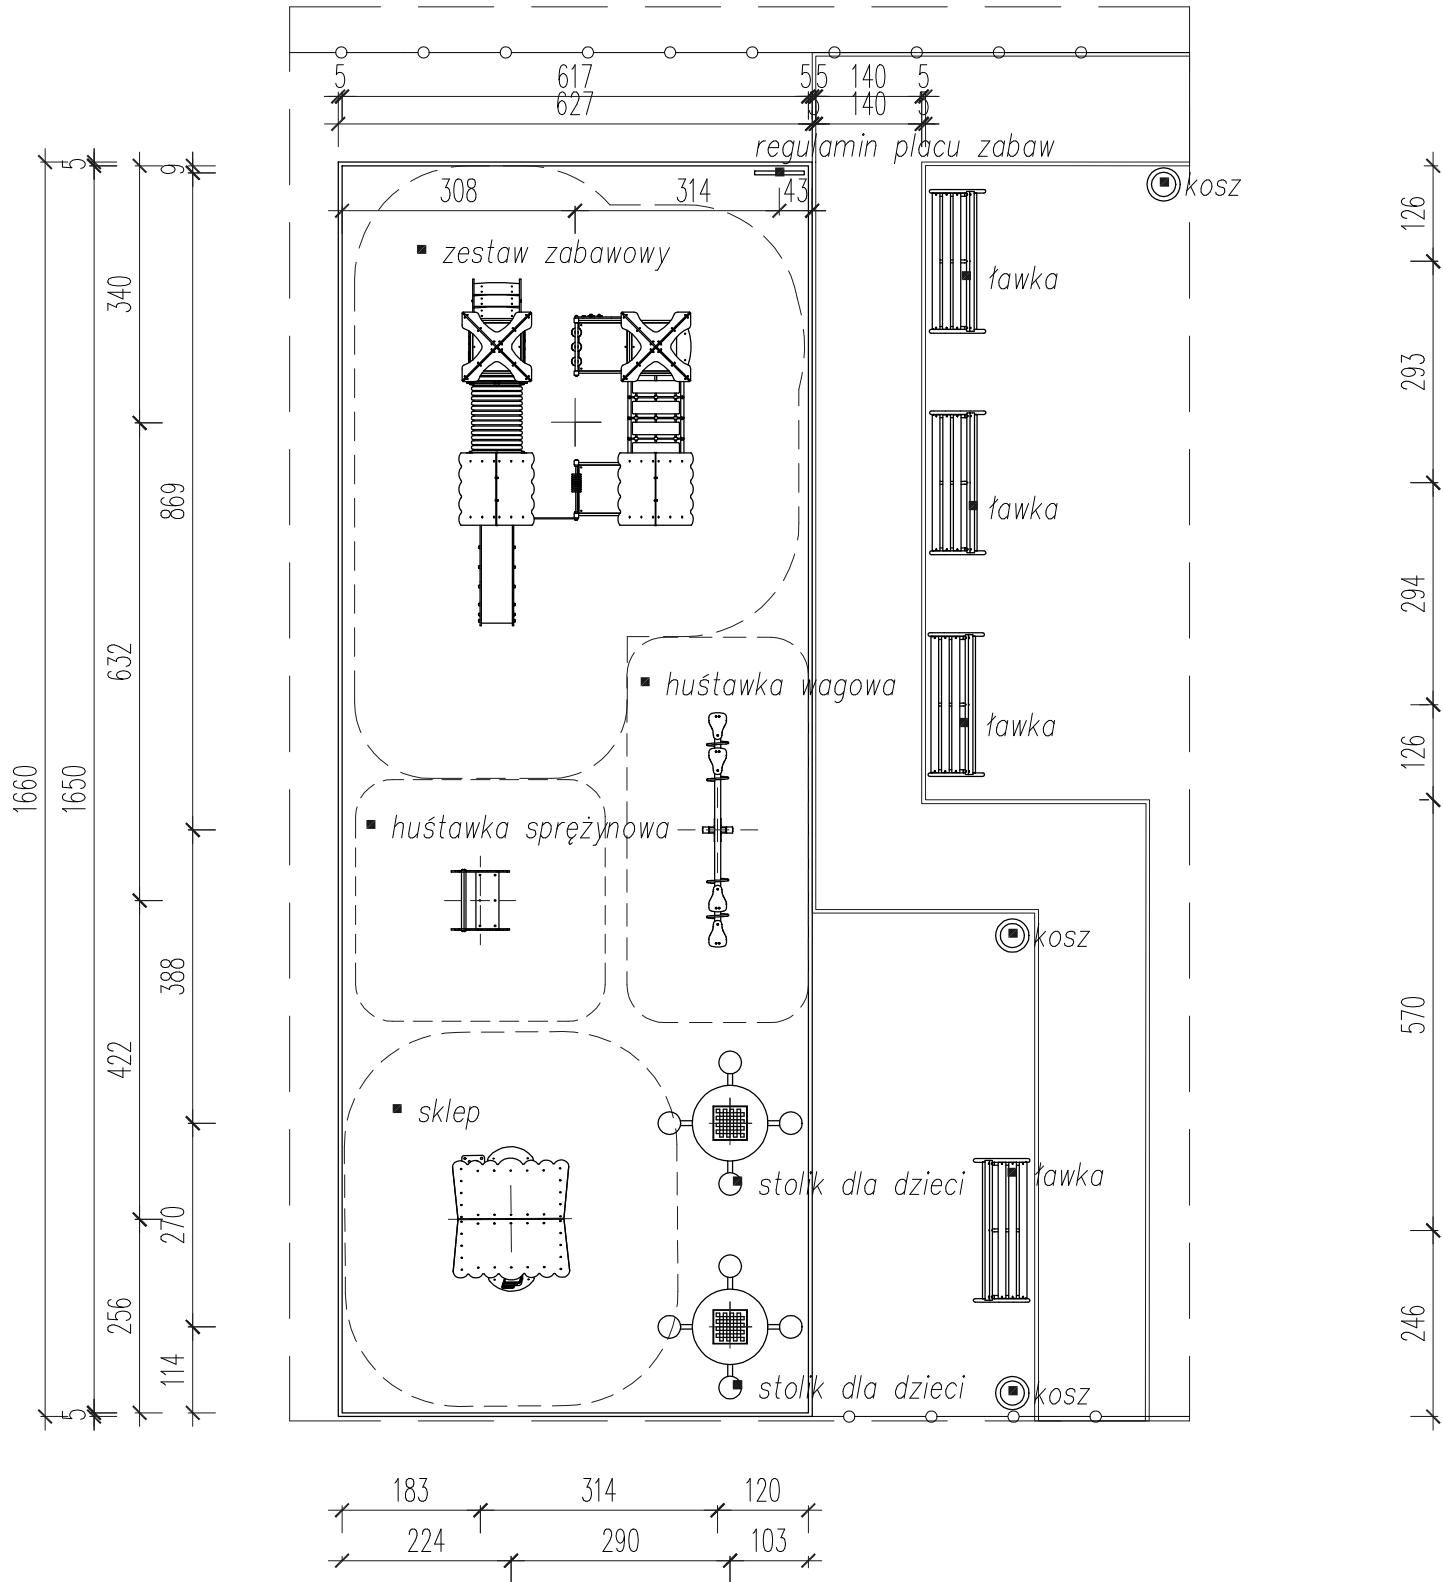 5 617 5 5 140 5
627 5 140 5
regulamin placu zabaw
308 314 43
kosz
zestaw zabawowy
ławka
ławka
huśtawka wagowa
ławka
huśtawka sprężynowa
kosz
sklep
stolik dla dzieci
ławka
stolik dla dzieci
kosz
1660
5
1650
5
340
632
422
256
9
869
388
270
114
126
293
294
126
570
246
183 314 120
224 290 103